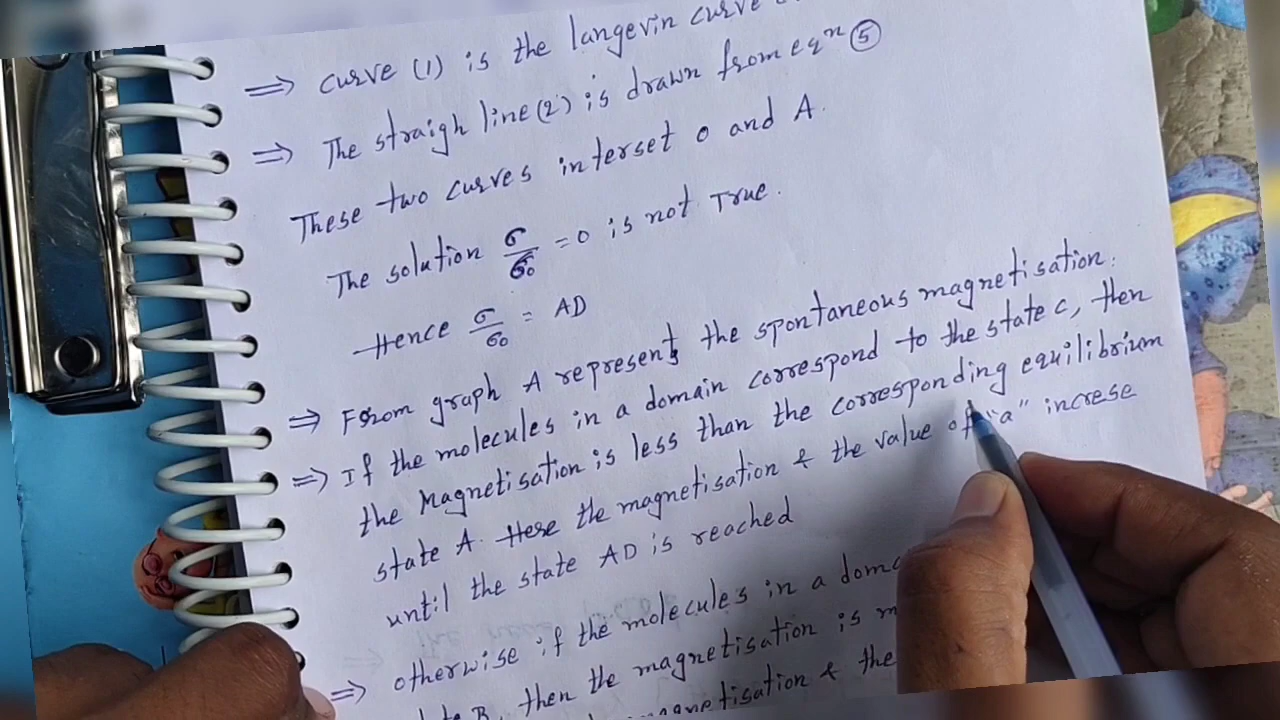 ⇒ curve (1) is the langevin curve
⇒ The straigh line (2) is drawn from eqⁿ ⑤
These two curves interset 0 and A.
The solution σ/σ₀ = 0 is not True.
Hence σ/σ₀ = AD
⇒ From graph A represents the spontaneous magnetisation.
⇒ If the molecules in a domain correspond to the state C, then
the Magnetisation is less than the corresponding equilibrium
state A. Here the magnetisation & the value of "a" increse
until the state AD is reached
⇒ otherwise if the molecules in a
B, then the magnetisation is
magnetisation & the